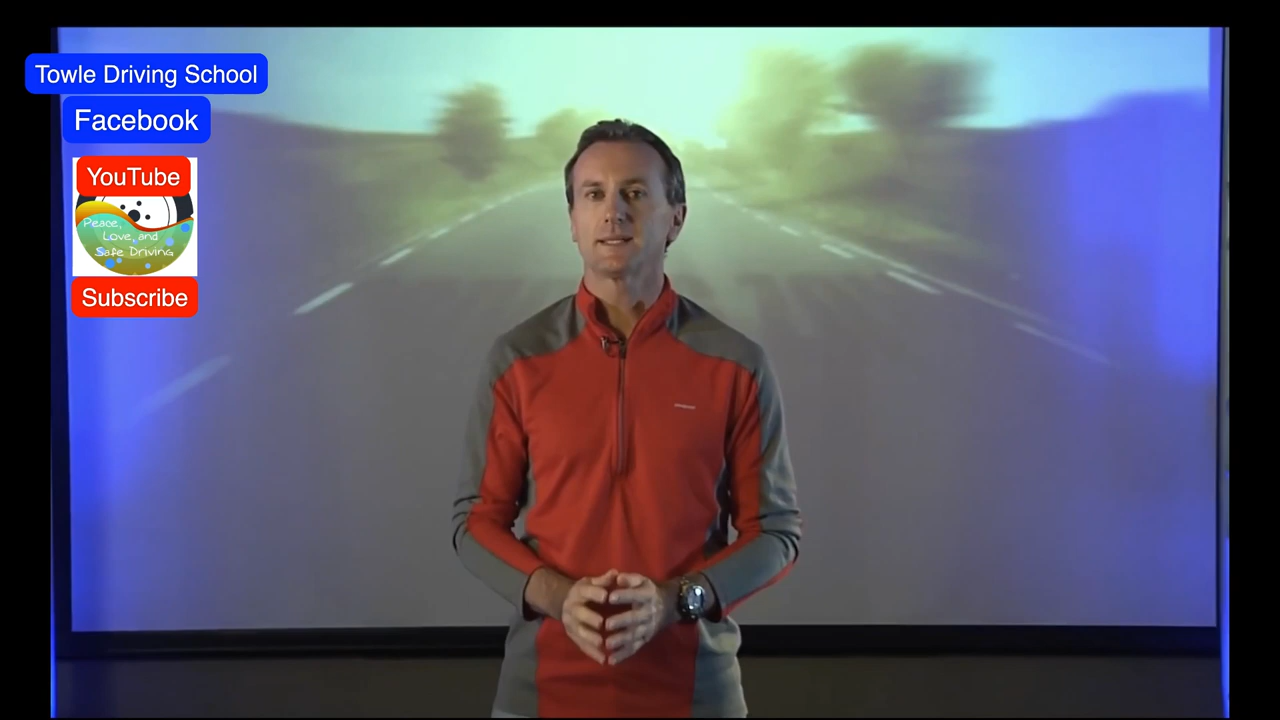 Towle Driving School
Facebook
YouTube
Peace,
Love, and
Safe Driving
Subscribe